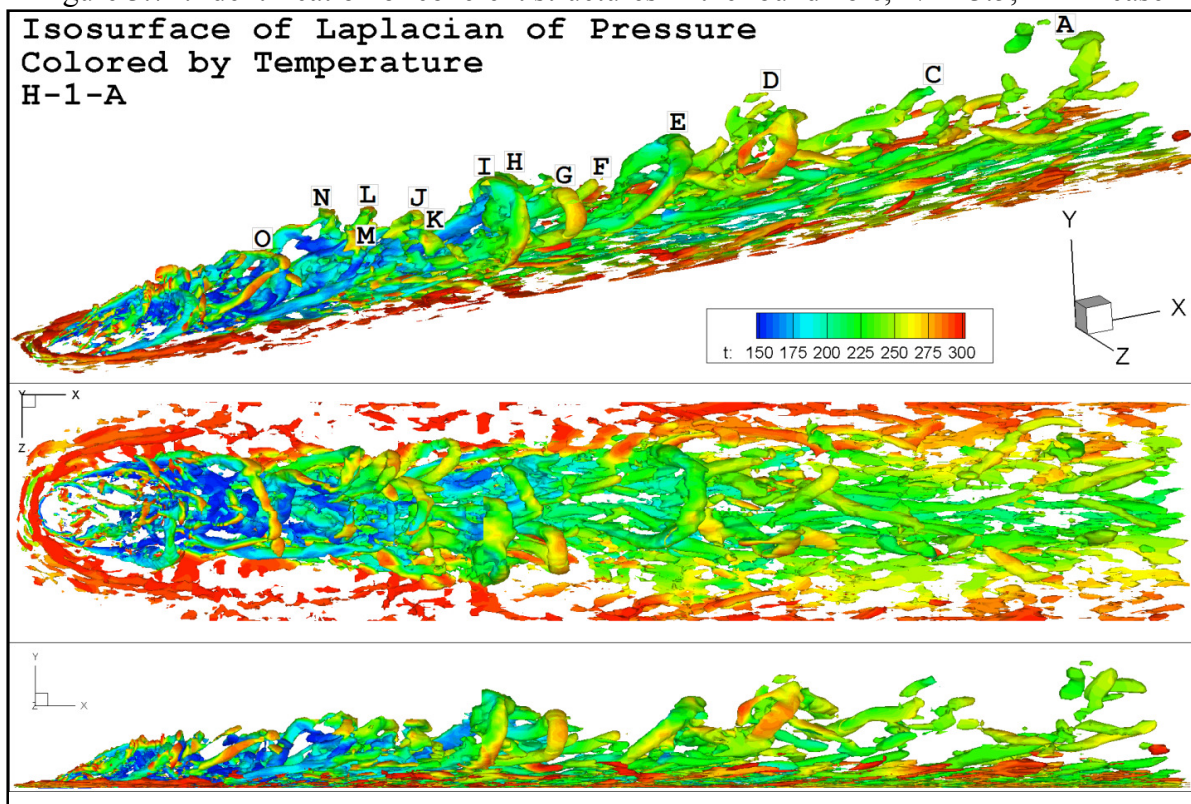 Isosurface of Laplacian of Pressure
Colored by Temperature
H-1-A
A
D
C
E
I H
G F
N L J
K
O M
Y
X
Z
t: 150 175 200 225 250 275 300
Y X
Z
Y
Z X